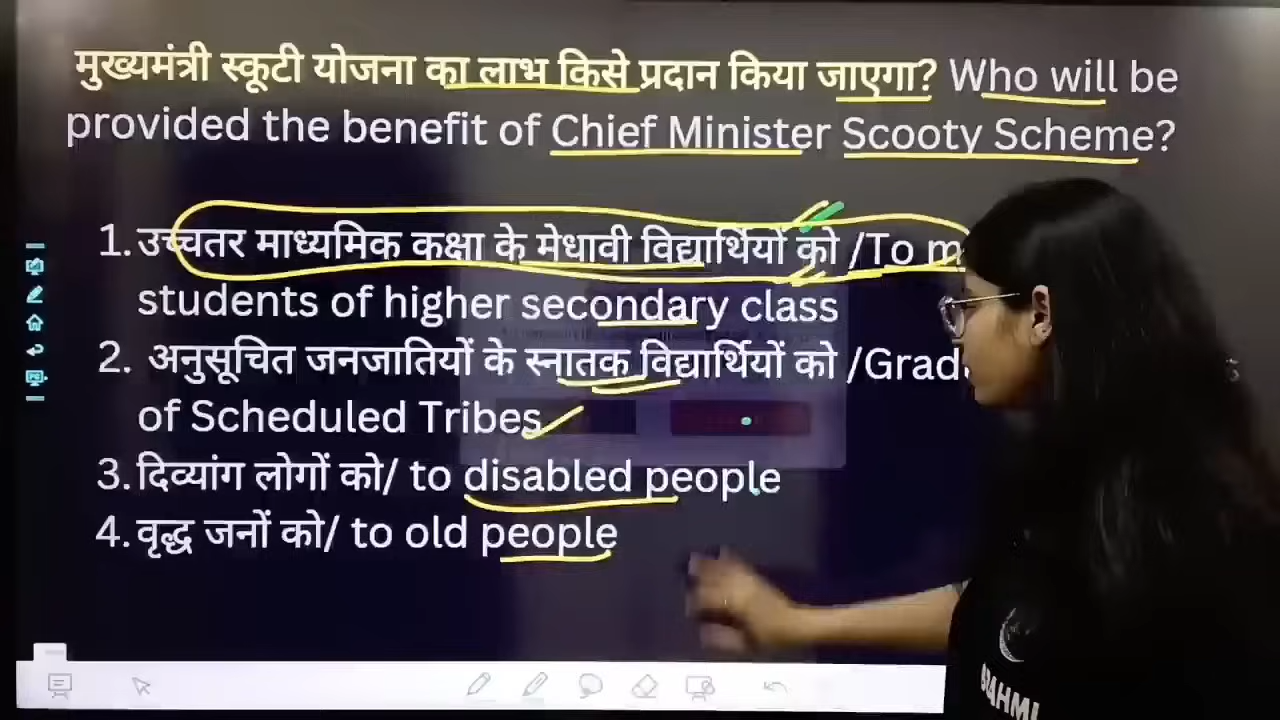 मुख्यमंत्री स्कूटी योजना का लाभ किसे प्रदान किया जाएगा? Who will be
provided the benefit of Chief Minister Scooty Scheme?
1. उच्चतर माध्यमिक कक्षा के मेधावी विद्यार्थियों को /To
students of higher secondary class
2. अनुसूचित जनजातियों के स्नातक विद्यार्थियों को
of Scheduled Tribes
3. दिव्यांग लोगों को/ to disabled people
4. वृद्ध जनों को/ to old people